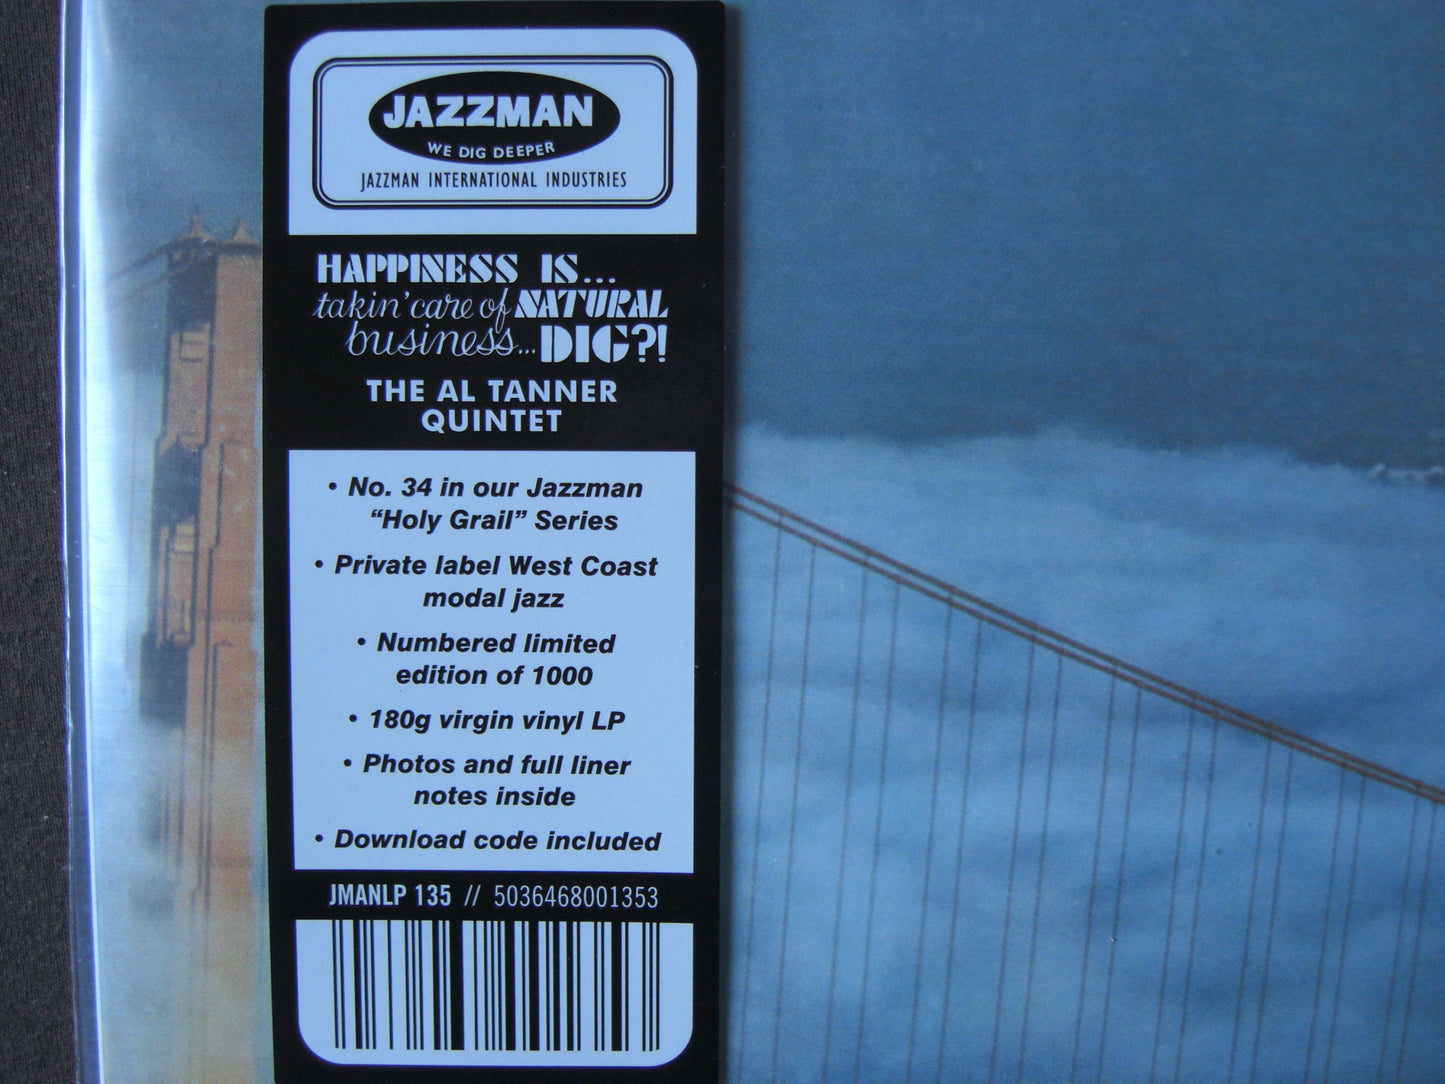 JAZZMAN
WE DIG DEEPER
JAZZMAN INTERNATIONAL INDUSTRIES
HAPPINESS IS...
takin' care of NATURAL
business... DIG?!
THE AL TANNER
QUINTET
• No. 34 in our Jazzman
“Holy Grail” Series
• Private label West Coast
modal jazz
• Numbered limited
edition of 1000
• 180g virgin vinyl LP
• Photos and full liner
notes inside
• Download code included
JMANLP 135 // 5036468001353